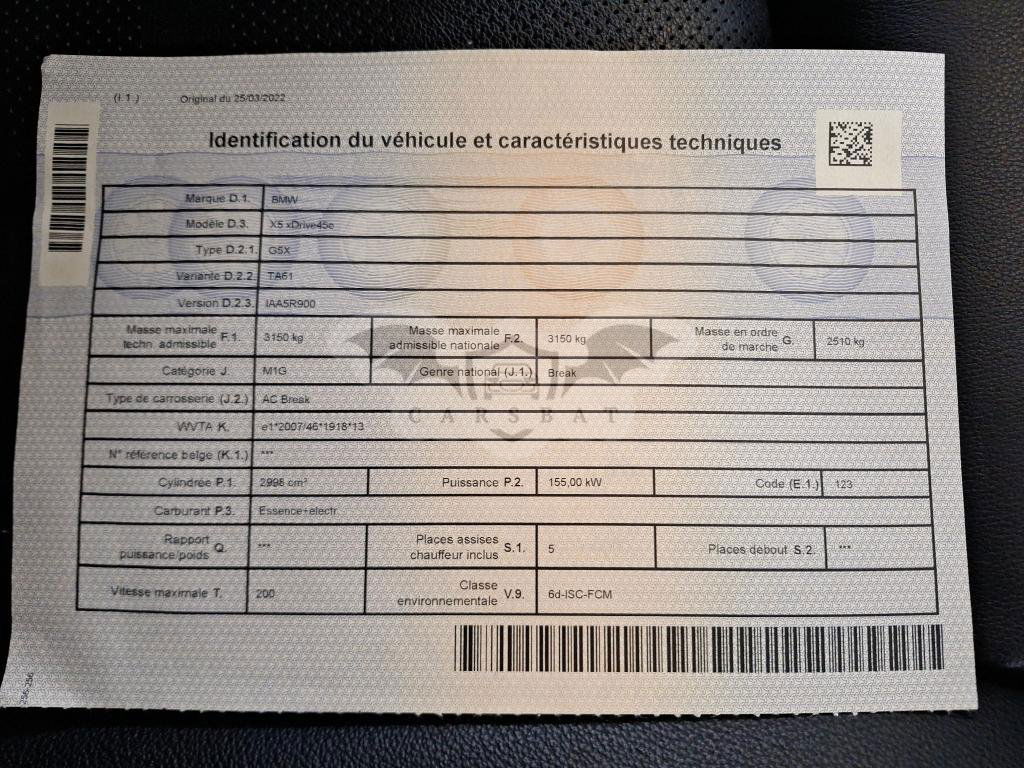 (I.1.) Original du 25/03/2022
Identification du véhicule et caractéristiques techniques
Marque D.1. BMW
Modèle D.3. X5 xDrive45e
Type D.2.1. G5X
Variante D.2.2. TA61
Version D.2.3. IAA5R900
Masse maximale techn. admissible F.1. 3150 kg Masse maximale admissible nationale F.2. 3150 kg Masse en ordre de marche G. 2510 kg
Catégorie J. M1G Genre national (J.1.) Break
Type de carrosserie (J.2.) AC Break
CARSBAT
WVTA K. e1*2007/46*1918*13
N° référence belge (K.1.) ***
Cylindrée P.1. 2998 cm³ Puissance P.2. 155,00 kW Code (E.1.) 123
Carburant P.3. Essence+electr.
Rapport puissance/poids Q. *** Places assises chauffeur inclus S.1. 5 Places debout S.2. ***
Vitesse maximale T. 200 Classe environnementale V.9. 6d-ISC-FCM
256-256